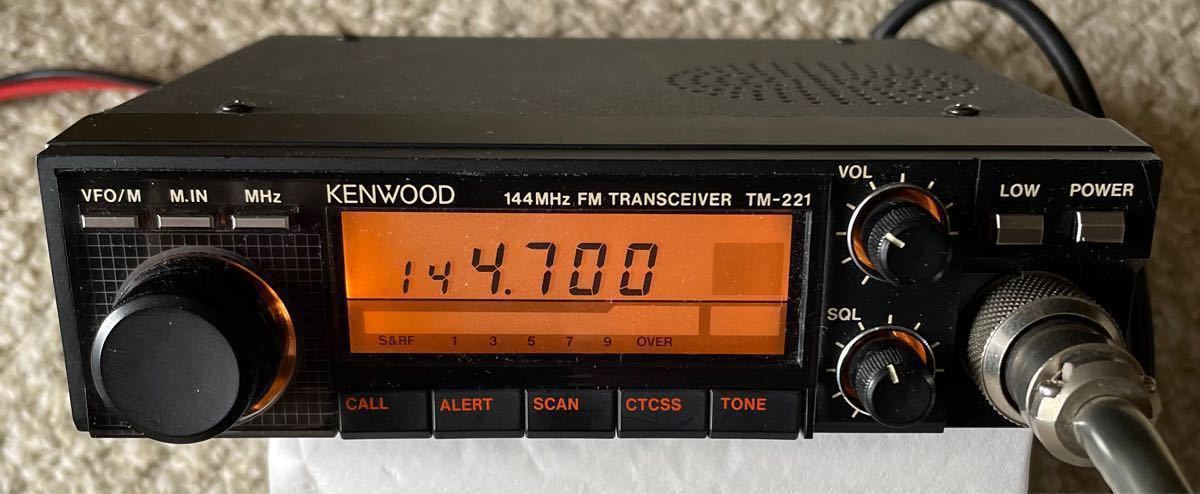 VFO/M M.IN MHz KENWOOD 144MHz FM TRANSCEIVER TM-221 VOL LOW POWER
144.700
SQL
S&RF 1 3 5 7 9 OVER
CALL ALERT SCAN CTCSS TONE